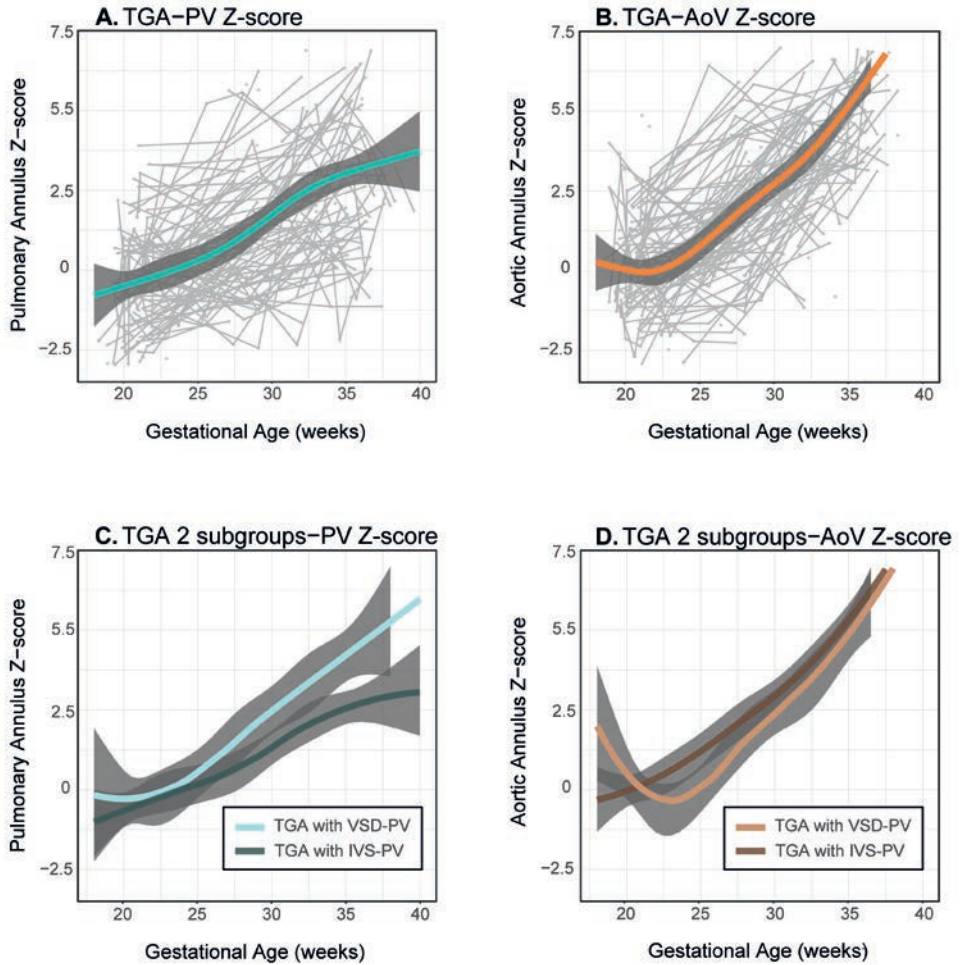 A. TGA−PV Z-score
7.5
5.5
2.5
0
−2.5
Pulmonary Annulus Z−score
20 25 30 35 40
Gestational Age (weeks)
B. TGA−AoV Z-score
7.5
5.5
2.5
0
−2.5
Aortic Annulus Z−score
20 25 30 35 40
Gestational Age (weeks)
C. TGA 2 subgroups−PV Z-score
7.5
5.5
2.5
0
−2.5
Pulmonary Annulus Z−score
TGA with VSD-PV
TGA with IVS-PV
20 25 30 35 40
Gestational Age (weeks)
D. TGA 2 subgroups−AoV Z-score
7.5
5.5
2.5
0
−2.5
Aortic Annulus Z−score
TGA with VSD-PV
TGA with IVS-PV
20 25 30 35 40
Gestational Age (weeks)